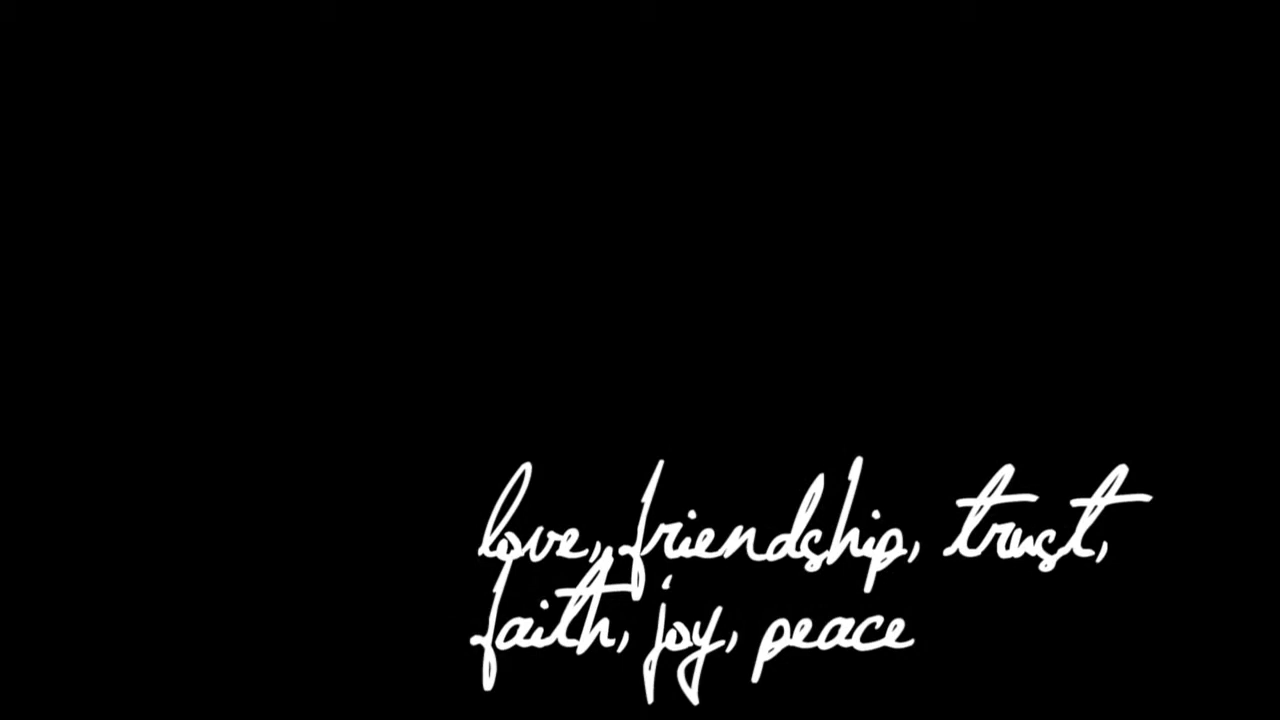 love, friendship, trust,
faith, joy, peace